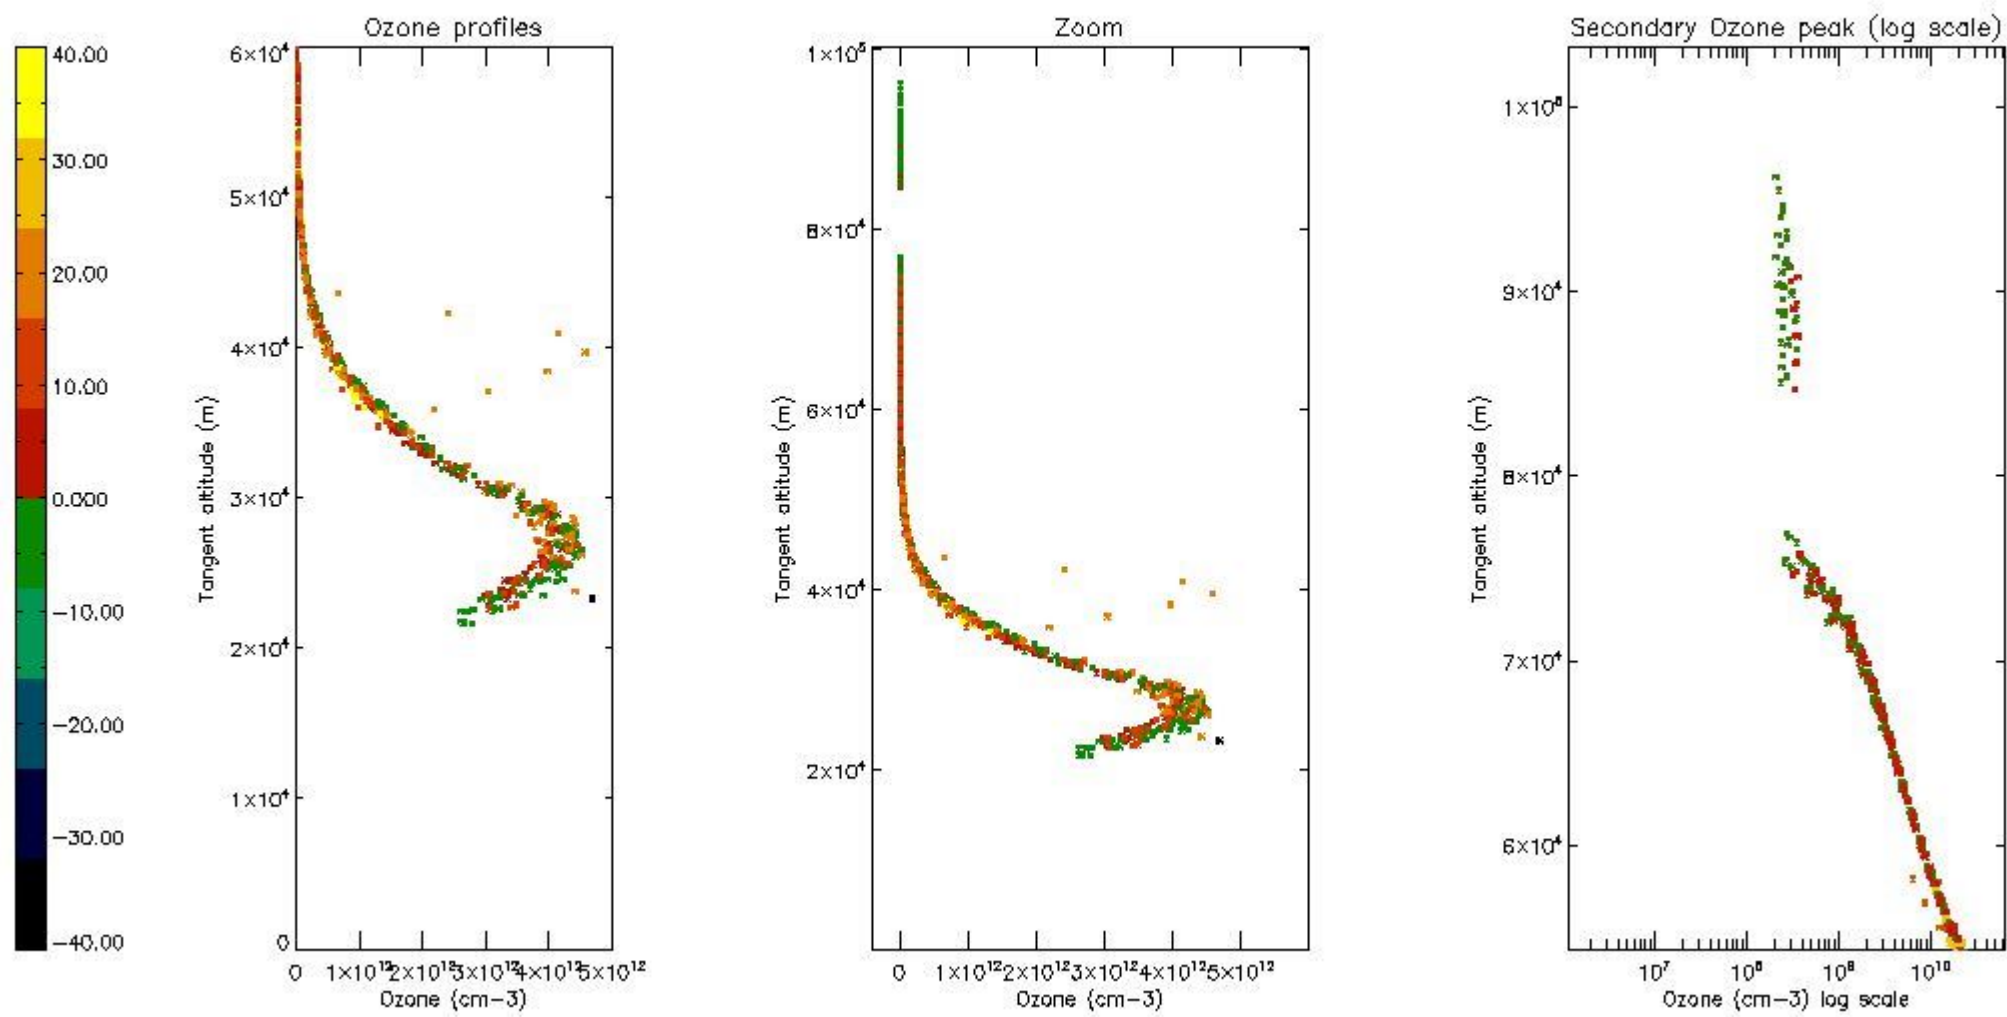 Ozone profiles
Zoom
Secondary Ozone peak (log scale)
40.00
30.00
20.00
10.00
0.000
-10.00
-20.00
-30.00
-40.00
6×10⁴
5×10⁴
4×10⁴
3×10⁴
2×10⁴
1×10⁴
0
Tangent altitude (m)
0 1×10¹² 2×10¹² 3×10¹² 4×10¹² 5×10¹²
Ozone (cm-3)
1×10⁵
8×10⁴
6×10⁴
4×10⁴
2×10⁴
Tangent altitude (m)
0 1×10¹² 2×10¹² 3×10¹² 4×10¹² 5×10¹²
Ozone (cm-3)
9×10⁴
8×10⁴
7×10⁴
6×10⁴
Tangent altitude (m)
10⁷ 10¹⁰
Ozone (cm-3) log scale